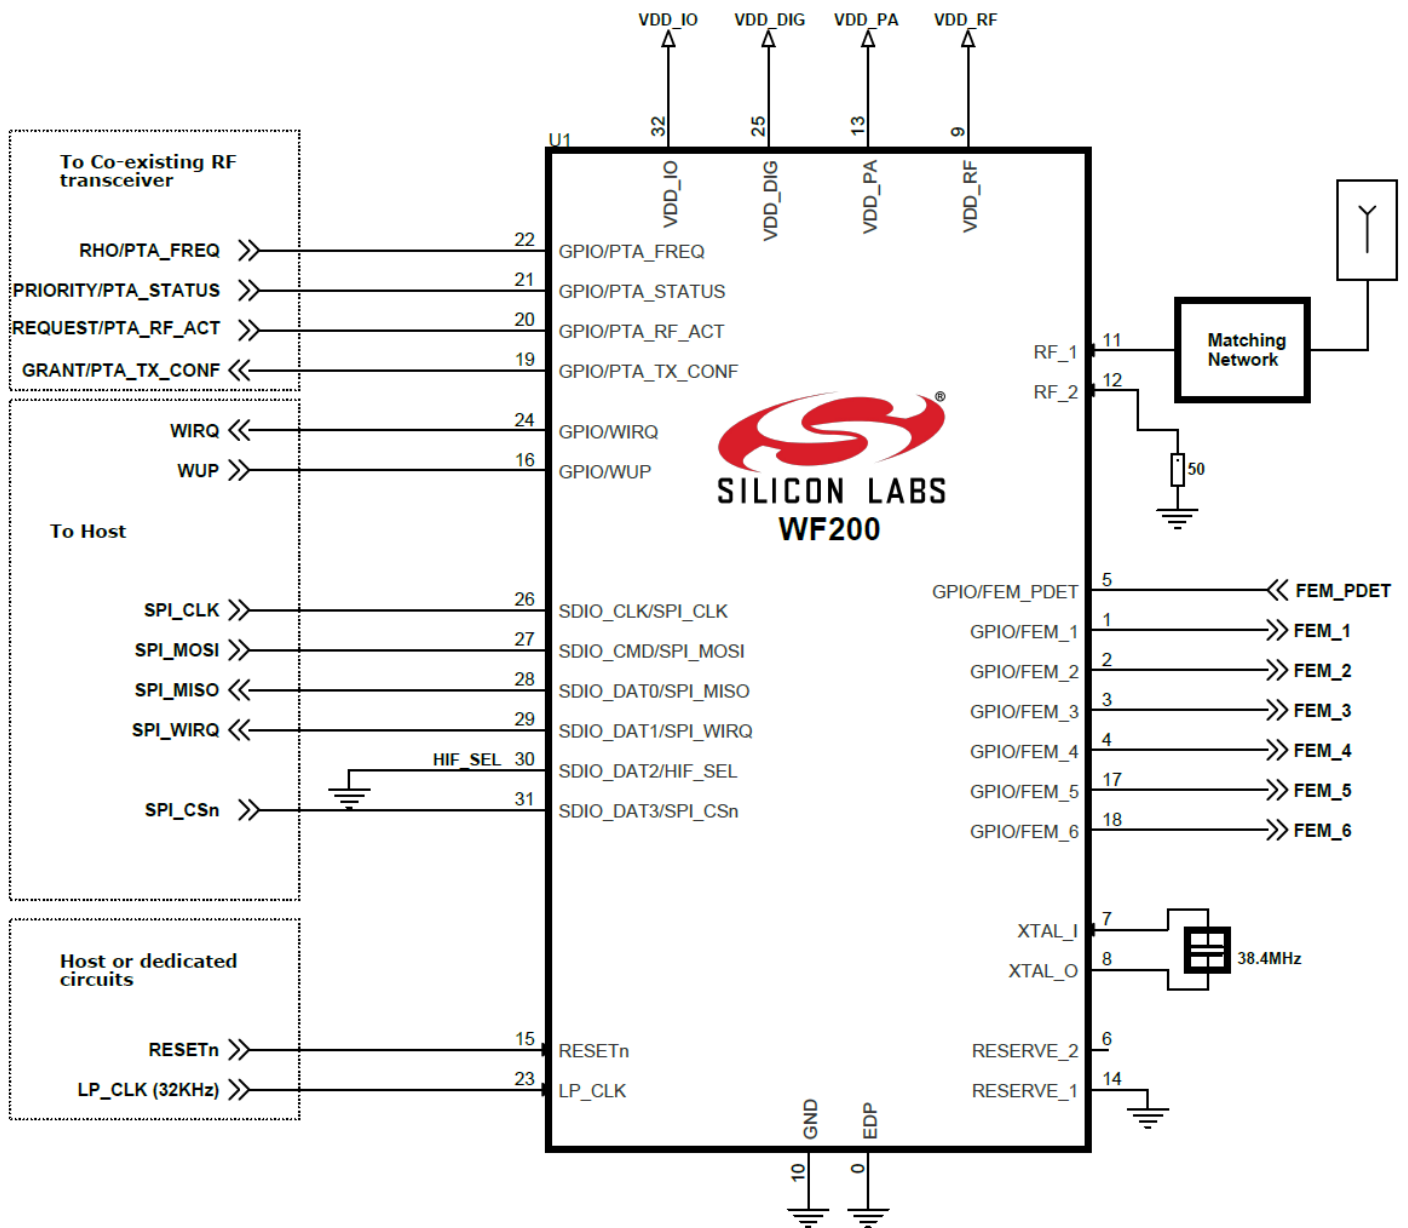 VDD_IO
VDD_DIG
VDD_PA
VDD_RF
32
25
13
9
U1
VDD_IO
VDD_DIG
VDD_PA
VDD_RF
To Co-existing RF
transceiver
RHO/PTA_FREQ
22
GPIO/PTA_FREQ
PRIORITY/PTA_STATUS
21
GPIO/PTA_STATUS
REQUEST/PTA_RF_ACT
20
GPIO/PTA_RF_ACT
GRANT/PTA_TX_CONF
19
GPIO/PTA_TX_CONF
WIRQ
24
GPIO/WIRQ
WUP
16
GPIO/WUP
To Host
SPI_CLK
26
SDIO_CLK/SPI_CLK
SPI_MOSI
27
SDIO_CMD/SPI_MOSI
SPI_MISO
28
SDIO_DAT0/SPI_MISO
SPI_WIRQ
29
SDIO_DAT1/SPI_WIRQ
HIF_SEL
30
SDIO_DAT2/HIF_SEL
SPI_CSn
31
SDIO_DAT3/SPI_CSn
Host or dedicated
circuits
RESETn
15
RESETn
LP_CLK (32KHz)
23
LP_CLK
®
SILICON LABS
WF200
RF_1
11
Matching
Network
RF_2
12
50
GPIO/FEM_PDET
5
FEM_PDET
GPIO/FEM_1
1
FEM_1
GPIO/FEM_2
2
FEM_2
GPIO/FEM_3
3
FEM_3
GPIO/FEM_4
4
FEM_4
GPIO/FEM_5
17
FEM_5
GPIO/FEM_6
18
FEM_6
XTAL_I
7
XTAL_O
8
38.4MHz
RESERVE_2
6
RESERVE_1
14
GND
EDP
10
0